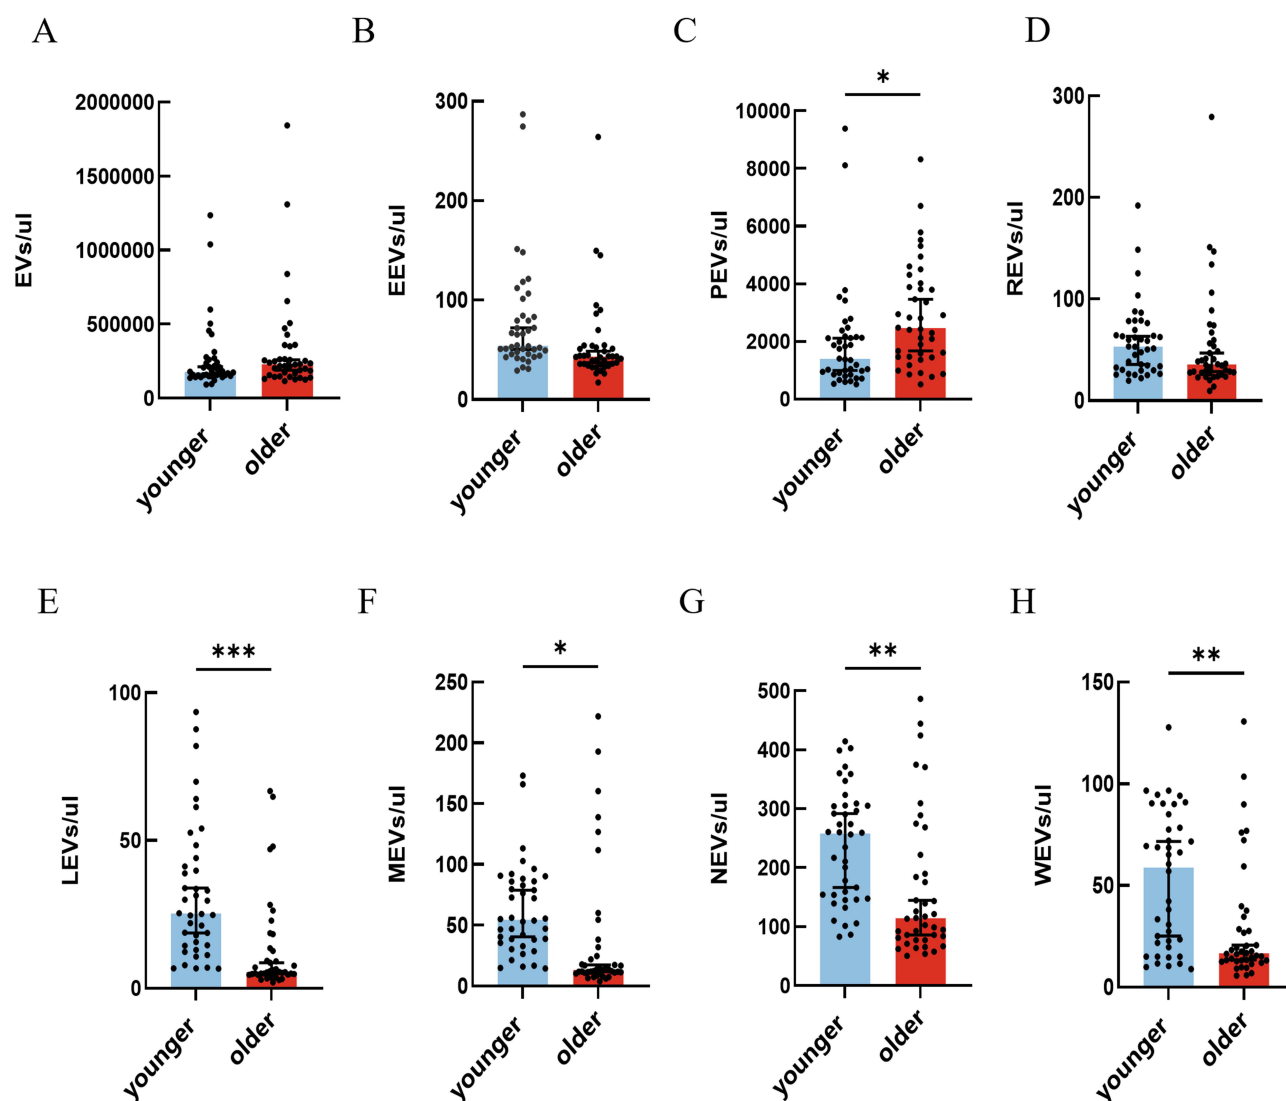 A
B
C
D
2000000
1500000
1000000
500000
0
EVs/ul
younger
older
300
200
100
0
EEVs/ul
younger
older
*
10000
8000
6000
4000
2000
0
PEVs/ul
younger
older
300
200
100
0
REVs/ul
younger
older
E
F
G
H
***
100
50
0
LEVs/ul
younger
older
*
250
200
150
100
50
0
MEVs/ul
younger
older
**
500
400
300
200
100
0
NEVs/ul
younger
older
**
150
100
50
0
WEVs/ul
younger
older